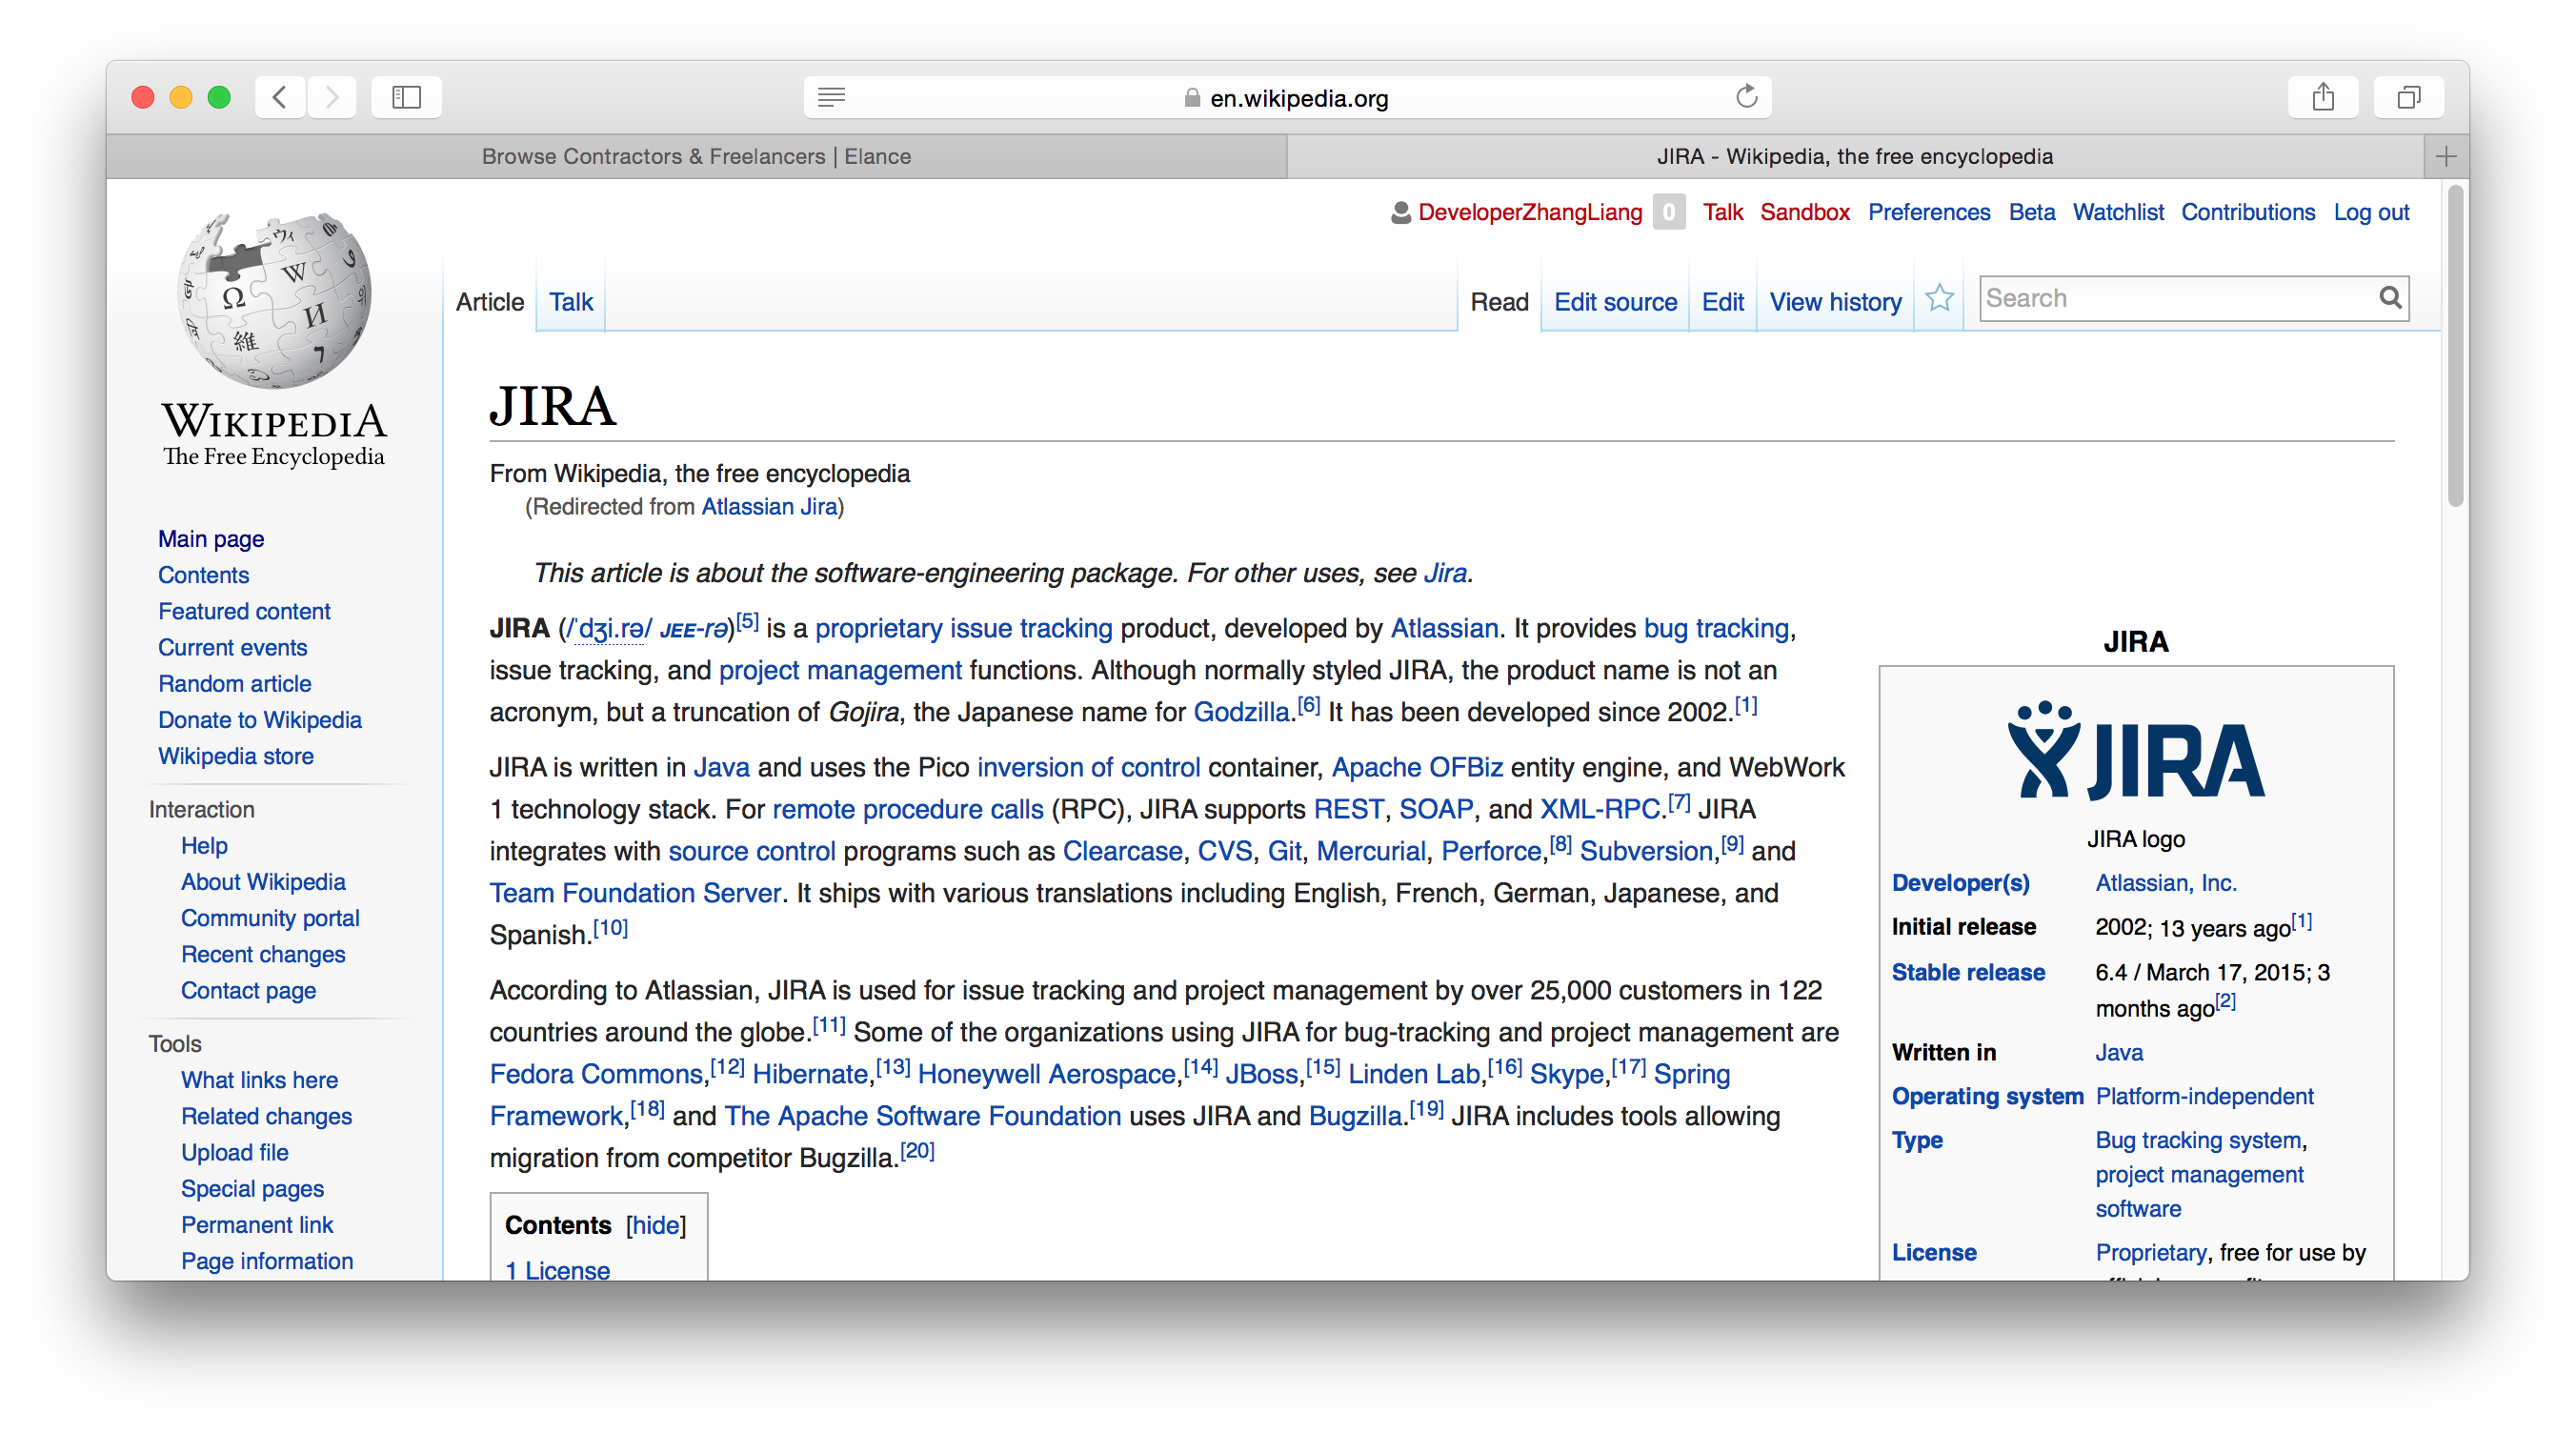 en.wikipedia.org
Browse Contractors & Freelancers | Elance
JIRA - Wikipedia, the free encyclopedia
DeveloperZhangLiang 0 Talk Sandbox Preferences Beta Watchlist Contributions Log out
Article Talk Read Edit source Edit View history Search
WIKIPEDIA
The Free Encyclopedia
Main page
Contents
Featured content
Current events
Random article
Donate to Wikipedia
Wikipedia store
Interaction
Help
About Wikipedia
Community portal
Recent changes
Contact page
Tools
What links here
Related changes
Upload file
Special pages
Permanent link
Page information
JIRA
From Wikipedia, the free encyclopedia
(Redirected from Atlassian Jira)
This article is about the software-engineering package. For other uses, see Jira.
JIRA (/ˈdʒi.rə/ JEE-rə)[5] is a proprietary issue tracking product, developed by Atlassian. It provides bug tracking,
issue tracking, and project management functions. Although normally styled JIRA, the product name is not an
acronym, but a truncation of Gojira, the Japanese name for Godzilla.[6] It has been developed since 2002.[1]
JIRA is written in Java and uses the Pico inversion of control container, Apache OFBiz entity engine, and WebWork
1 technology stack. For remote procedure calls (RPC), JIRA supports REST, SOAP, and XML-RPC.[7] JIRA
integrates with source control programs such as Clearcase, CVS, Git, Mercurial, Perforce,[8] Subversion,[9] and
Team Foundation Server. It ships with various translations including English, French, German, Japanese, and
Spanish.[10]
According to Atlassian, JIRA is used for issue tracking and project management by over 25,000 customers in 122
countries around the globe.[11] Some of the organizations using JIRA for bug-tracking and project management are
Fedora Commons,[12] Hibernate,[13] Honeywell Aerospace,[14] JBoss,[15] Linden Lab,[16] Skype,[17] Spring
Framework,[18] and The Apache Software Foundation uses JIRA and Bugzilla.[19] JIRA includes tools allowing
migration from competitor Bugzilla.[20]
Contents [hide]
1 License
JIRA
JIRA
JIRA logo
Developer(s) Atlassian, Inc.
Initial release 2002; 13 years ago[1]
Stable release 6.4 / March 17, 2015; 3
months ago[2]
Written in Java
Operating system Platform-independent
Type Bug tracking system,
project management
software
License Proprietary, free for use by